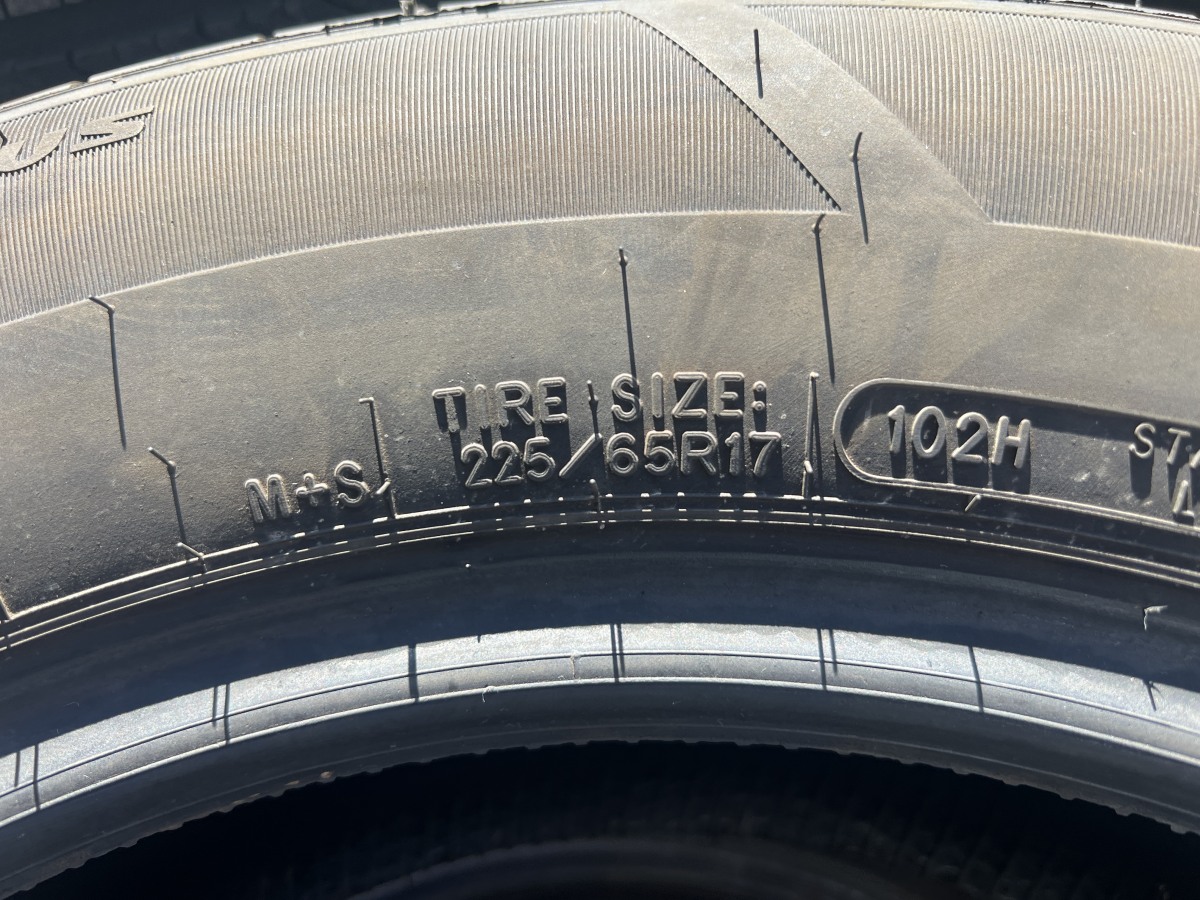 M+S
TIRE SIZE:
225/65R17
102H